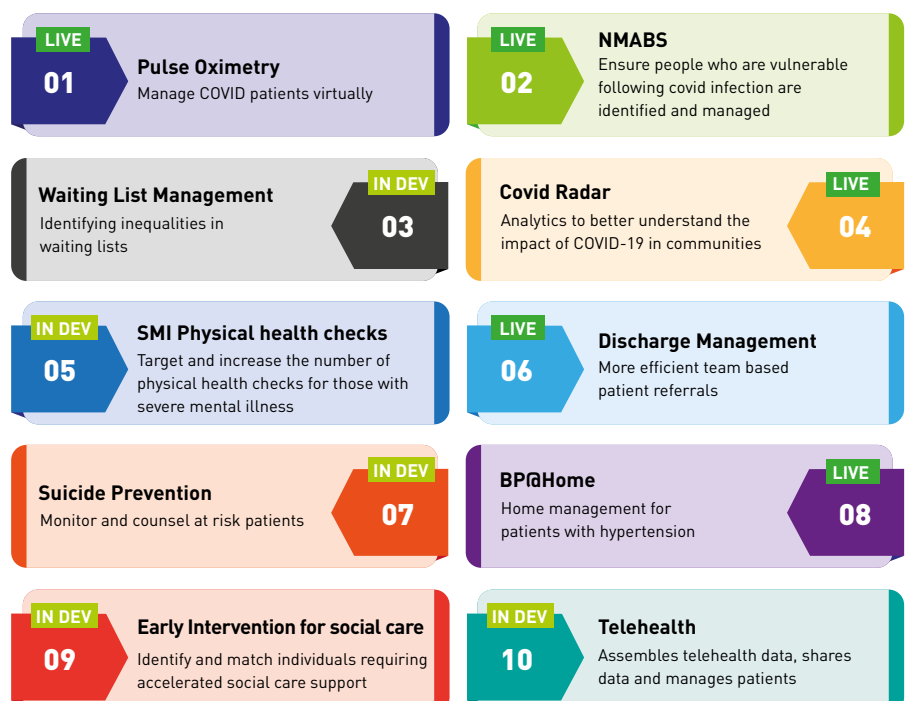 LIVE
01
Pulse Oximetry
Manage COVID patients virtually
LIVE
02
NMABS
Ensure people who are vulnerable
following covid infection are
identified and managed
Waiting List Management
Identifying inequalities in
waiting lists
IN DEV
03
Covid Radar
Analytics to better understand the
impact of COVID-19 in communities
LIVE
04
IN DEV
05
SMI Physical health checks
Target and increase the number of
physical health checks for those with
severe mental illness
LIVE
06
Discharge Management
More efficient team based
patient referrals
Suicide Prevention
Monitor and counsel at risk patients
IN DEV
07
BP@Home
Home management for
patients with hypertension
LIVE
08
IN DEV
09
Early Intervention for social care
Identify and match individuals requiring
accelerated social care support
IN DEV
10
Telehealth
Assembles telehealth data, shares
data and manages patients